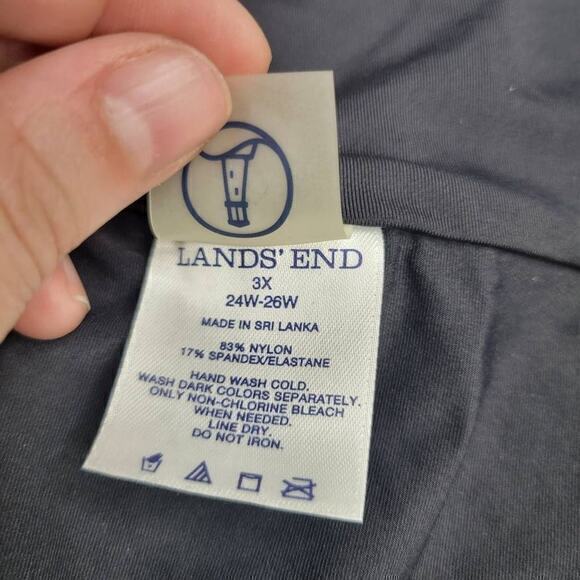 LANDS' END
3X
24W-26W
MADE IN SRI LANKA
83% NYLON
17% SPANDEX/ELASTANE
HAND WASH COLD.
WASH DARK COLORS SEPARATELY.
ONLY NON-CHLORINE BLEACH
WHEN NEEDED.
LINE DRY.
DO NOT IRON.